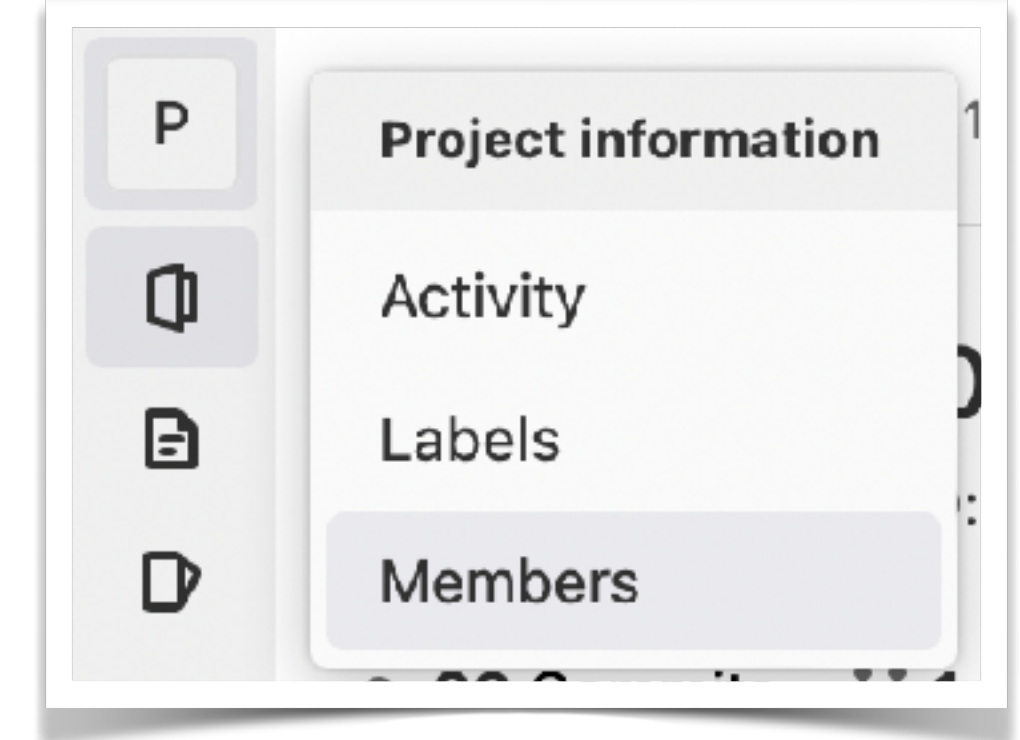 P
Project information
Activity
Labels
Members